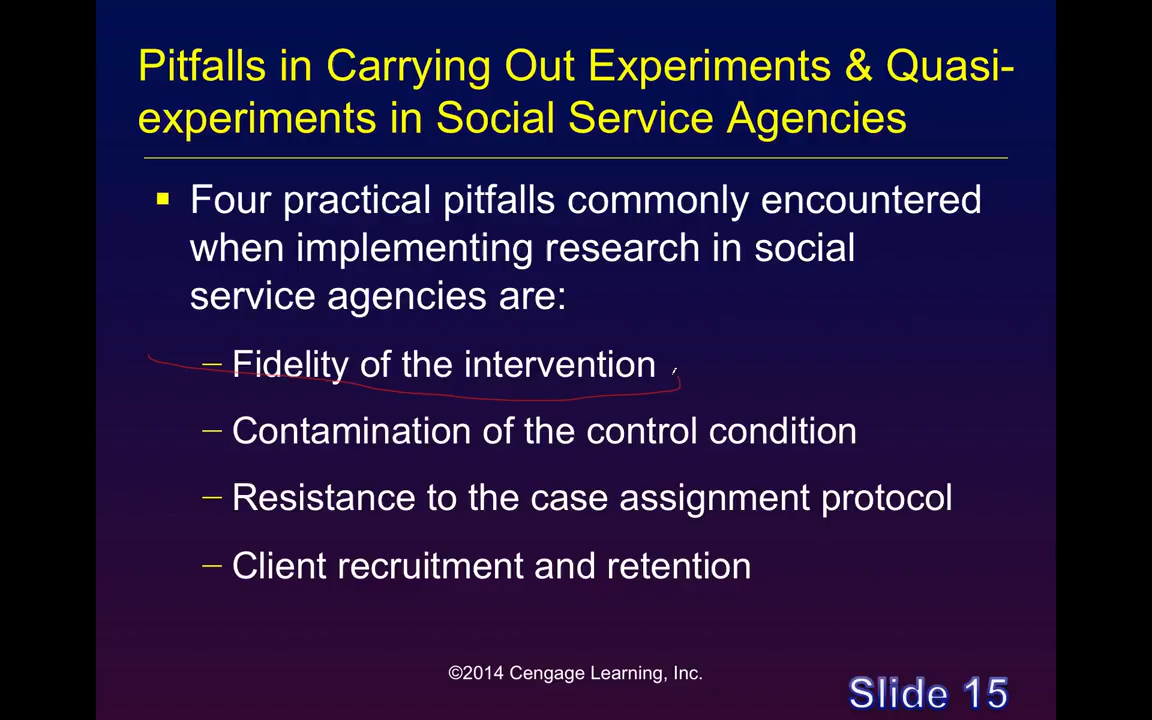 Pitfalls in Carrying Out Experiments & Quasi-
experiments in Social Service Agencies
Four practical pitfalls commonly encountered
when implementing research in social
service agencies are:
– Fidelity of the intervention
– Contamination of the control condition
– Resistance to the case assignment protocol
– Client recruitment and retention
©2014 Cengage Learning, Inc.
Slide 15